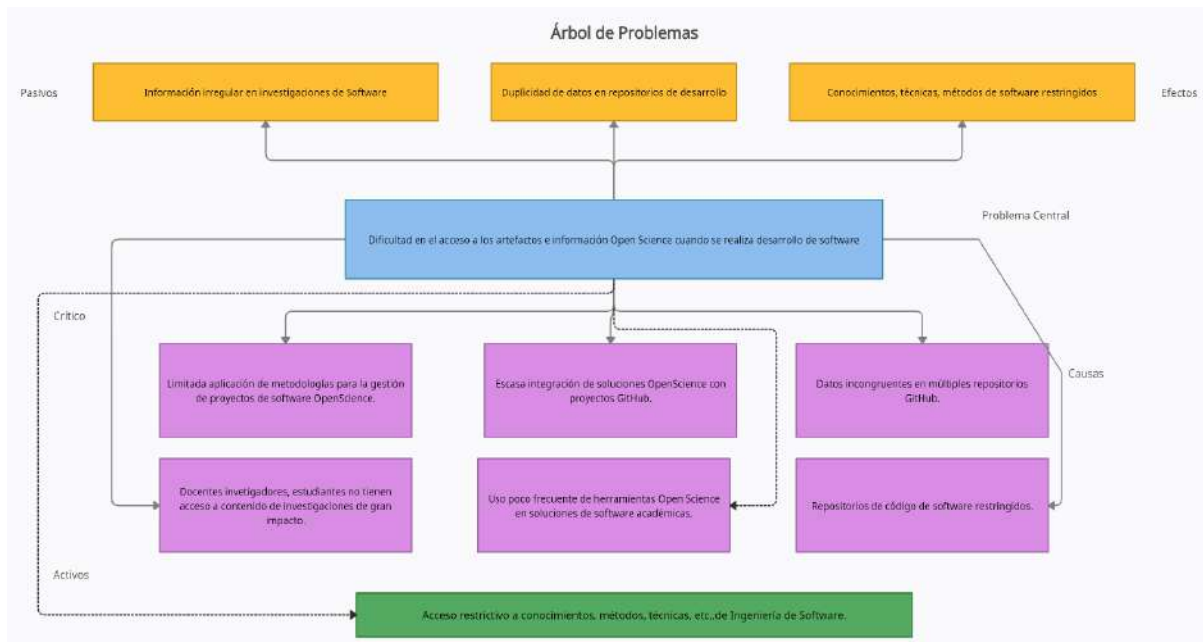 Árbol de Problemas
Pasivos
Información irregular en investigaciones de Software
Duplicidad de datos en repositorios de desarrollo
Conocimientos, técnicas, métodos de software restringidos
Efectos
Problema Central
Dificultad en el acceso a los artefactos e información Open Science cuando se realiza desarrollo de software
Crítico
Limitada aplicación de metodologías para la gestión
de proyectos de software OpenScience.
Escasa integración de soluciones OpenScience con
proyectos GitHub.
Datos incongruentes en múltiples repositorios
GitHub.
Causas
Docentes invetigadores, estudiantes no tienen
acceso a contenido de investigaciones de gran
impacto.
Uso poco frecuente de herramientas Open Science
en soluciones de software académicas.
Repositorios de código de software restringidos.
Activos
Acceso restrictivo a conocimientos, métodos, técnicas, etc,.de Ingeniería de Software.